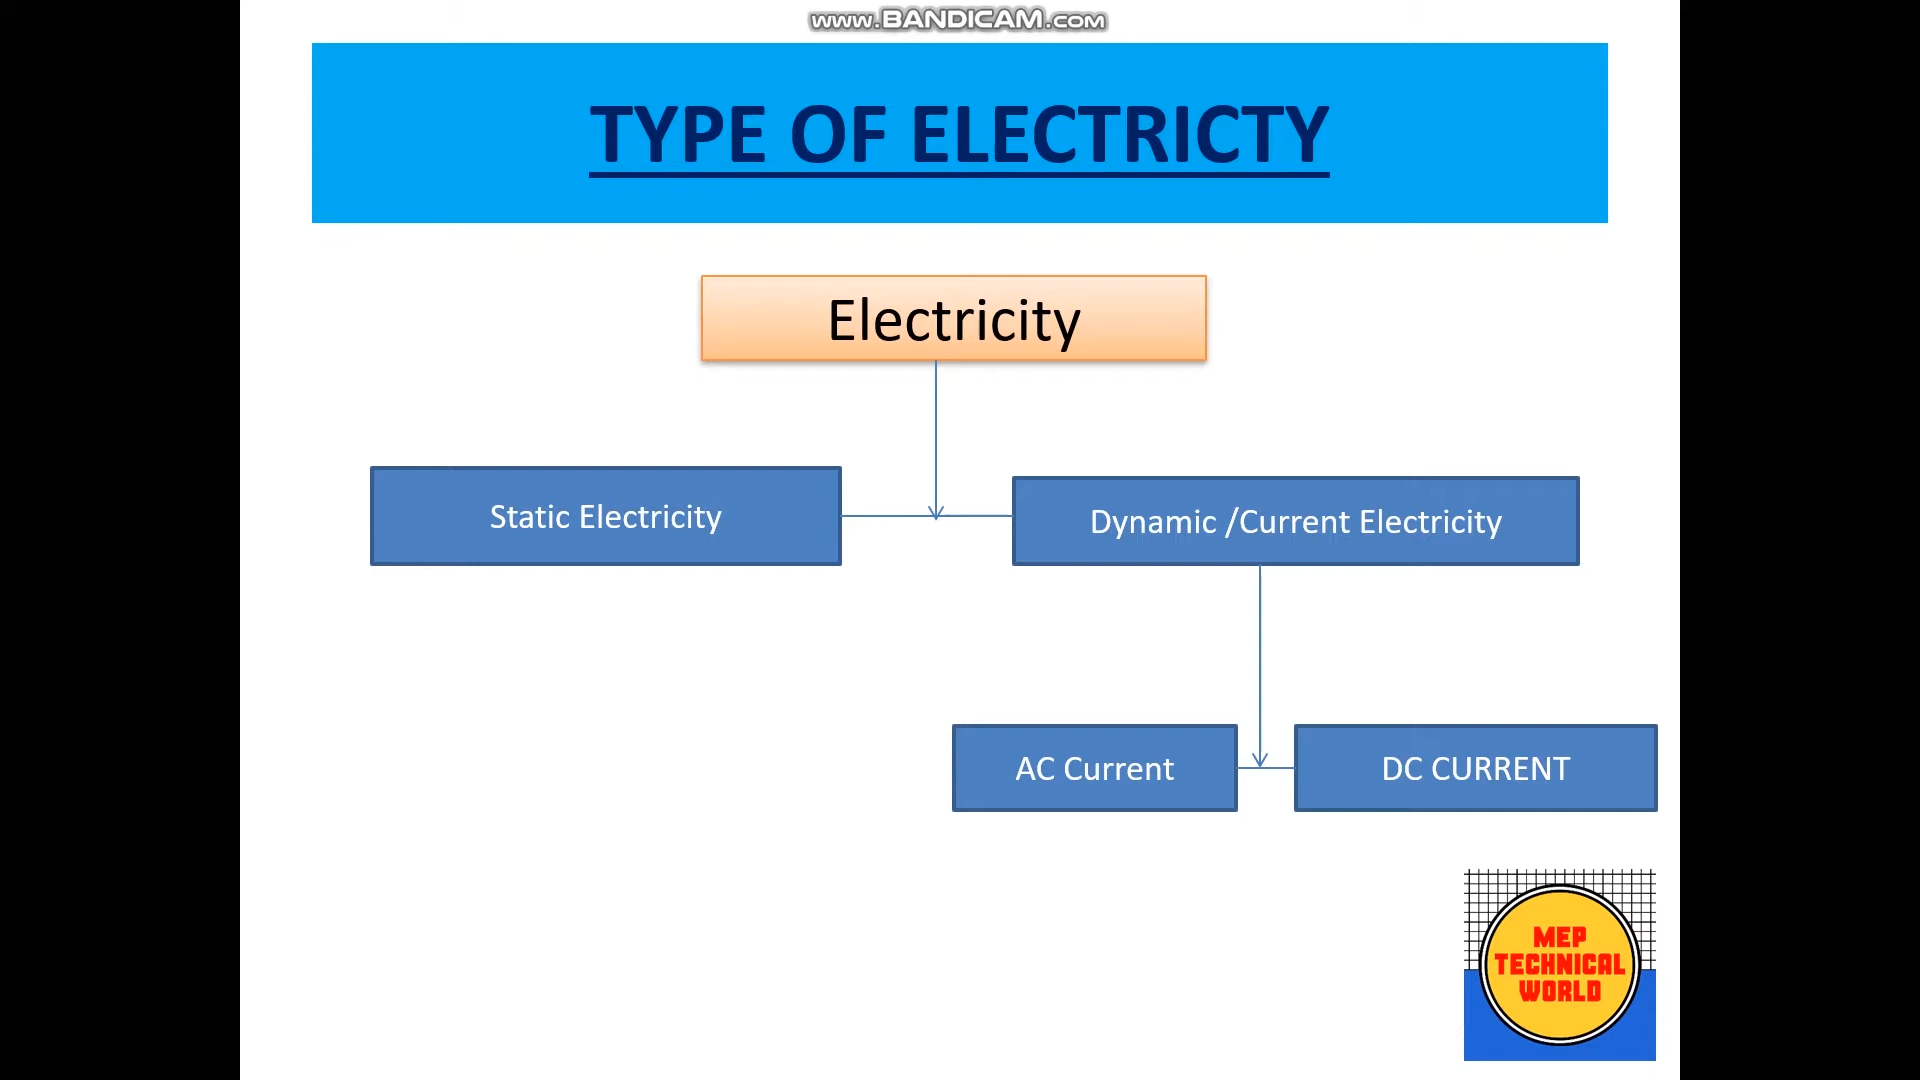 www.BANDICAM.com
TYPE OF ELECTRICTY
Electricity
Static Electricity
Dynamic /Current Electricity
AC Current
DC CURRENT
MEP
TECHNICAL
WORLD